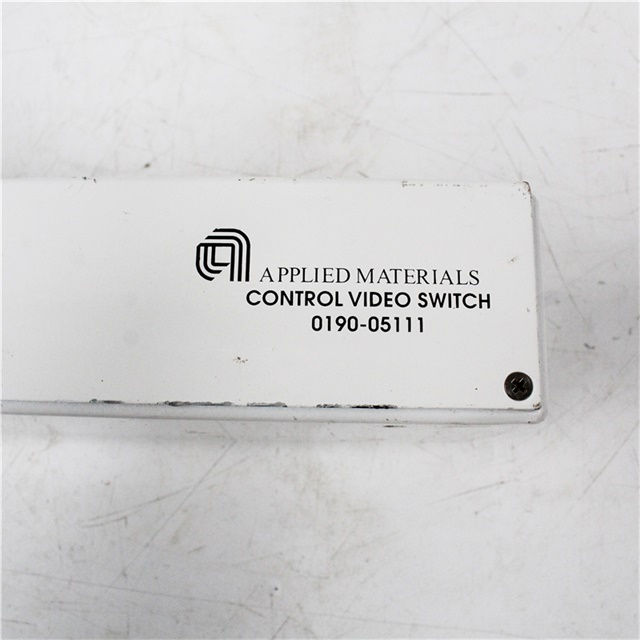 APPLIED MATERIALS
CONTROL VIDEO SWITCH
0190-05111